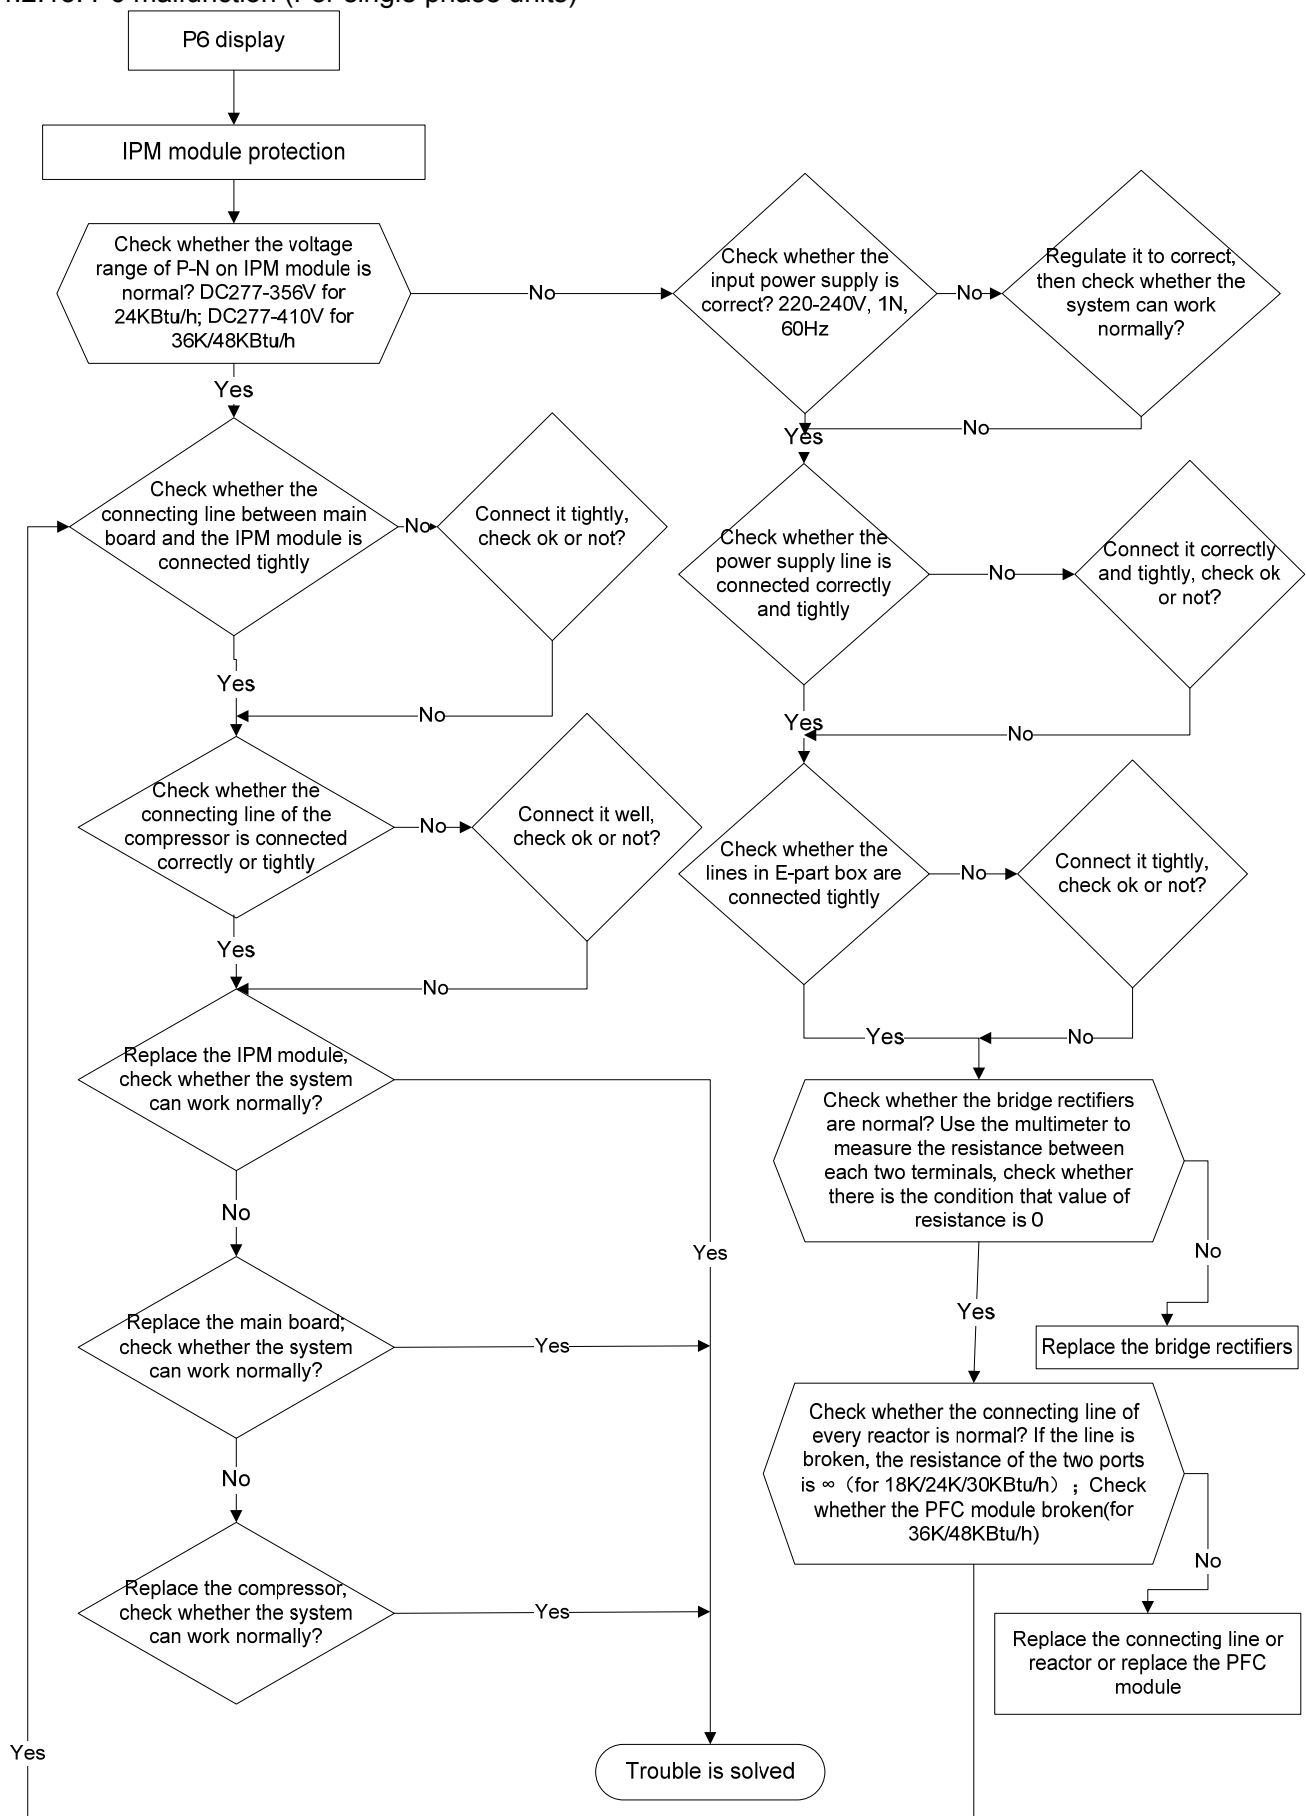 P6 display
IPM module protection
Check whether the voltage
range of P-N on IPM module is
normal? DC277-356V for
24KBtu/h; DC277-410V for
36K/48KBtu/h
No
Check whether the
input power supply is
correct? 220-240V, 1N,
60Hz
No
Regulate it to correct,
then check whether the
system can work
normally?
Yes
No
Yes
Check whether the
connecting line between main
board and the IPM module is
connected tightly
No
Connect it tightly,
check ok or not?
Check whether the
power supply line is
connected correctly
and tightly
No
Connect it correctly
and tightly, check ok
or not?
Yes
No
Yes
No
Check whether the
connecting line of the
compressor is connected
correctly or tightly
No
Connect it well,
check ok or not?
Check whether the
lines in E-part box are
connected tightly
No
Connect it tightly,
check ok or not?
Yes
No
Yes
No
Replace the IPM module,
check whether the system
can work normally?
Check whether the bridge rectifiers
are normal? Use the multimeter to
measure the resistance between
each two terminals, check whether
there is the condition that value of
resistance is 0
No
Yes
No
Yes
Replace the bridge rectifiers
Replace the main board;
check whether the system
can work normally?
Yes
Check whether the connecting line of
every reactor is normal? If the line is
broken, the resistance of the two ports
is ∞（for 18K/24K/30KBtu/h）；Check
whether the PFC module broken(for
36K/48KBtu/h)
No
No
Replace the compressor,
check whether the system
can work normally?
Yes
Replace the connecting line or
reactor or replace the PFC
module
Yes
Trouble is solved